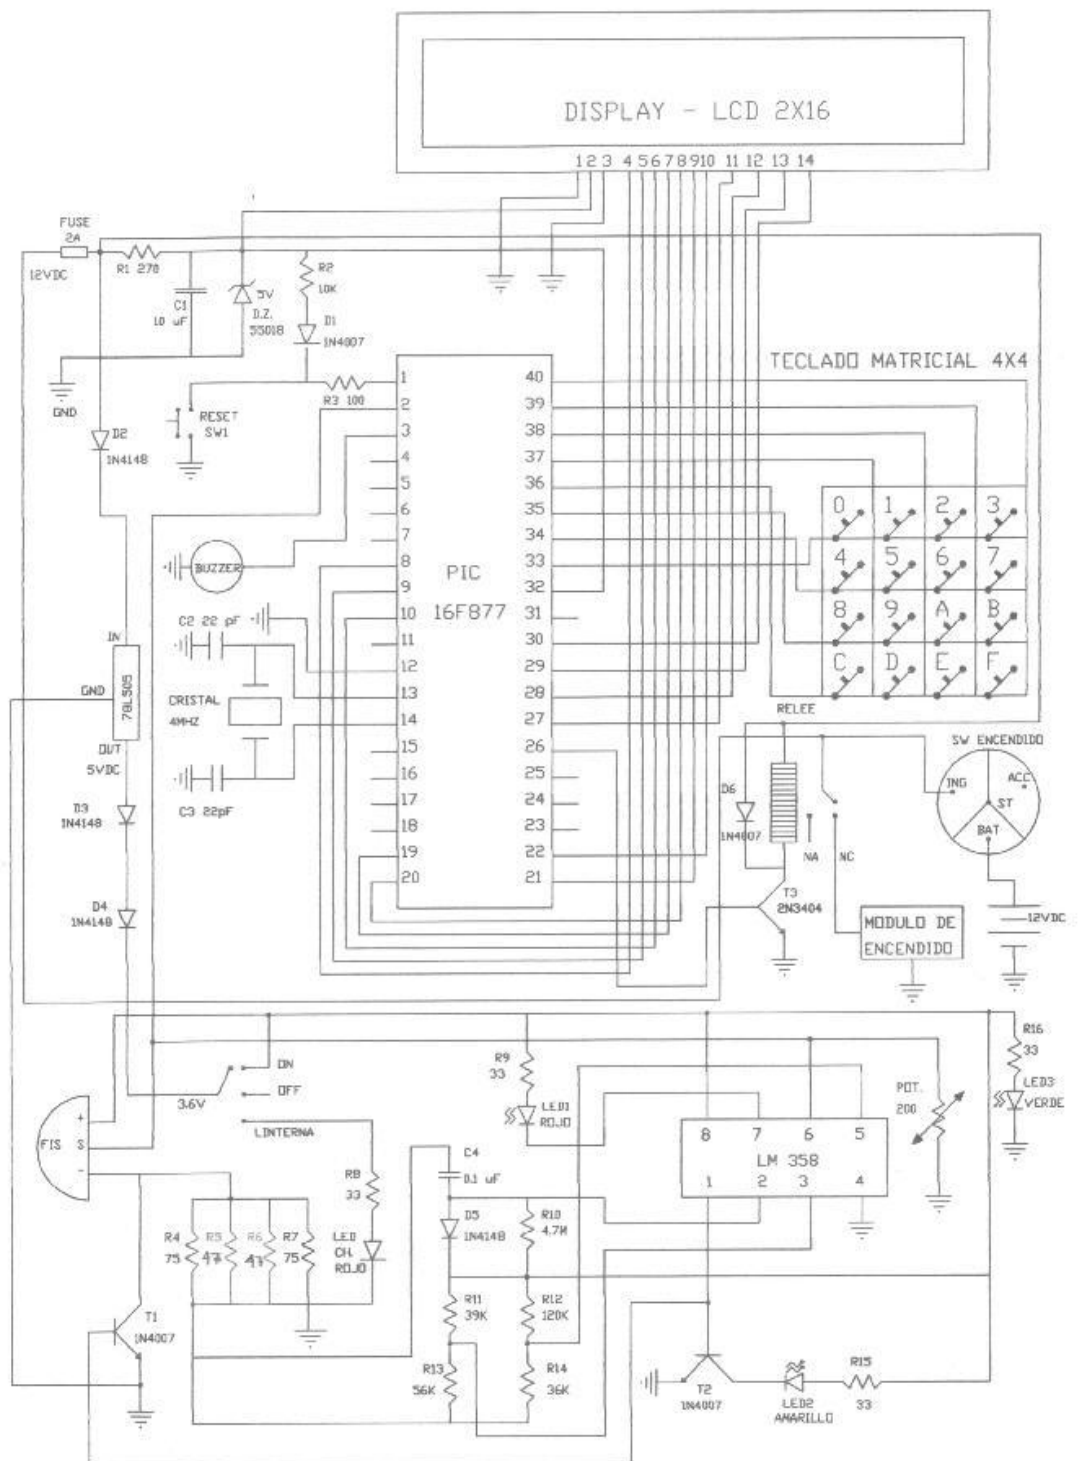 DISPLAY - LCD 2X16
1 2 3 4 5 6 7 8 9 10 11 12 13 14
FUSE
2A
12VDC
R1 270
C1
10 uF
5V
D.Z.
55018
R2
10K
D1
1N4007
GND
RESET
SW1
R3 100
D2
1N4148
TECLADO MATRICIAL 4X4
1
2
3
4
5
6
7
8
9
10
11
12
13
14
15
16
17
18
19
20
PIC
16F877
40
39
38
37
36
35
34
33
32
31
30
29
28
27
26
25
24
23
22
21
0 1 2 3
4 5 6 7
8 9 A B
C D E F
BUZZER
C2 22 pF
CRISTAL
4MHZ
C3 22pF
IN
GND
78L505
OUT
5VDC
D3
1N4148
D4
1N4148
RELEE
D6
1N4007
NA
NC
T3
2N3404
SW ENCENDIDO
ING
ACC
ST
BAT
12VDC
MODULO DE
ENCENDIDO
ON
OFF
3.6V
LINTERNA
FIS
+
S
-
R9
33
LED1
ROJO
R16
33
LED3
VERDE
POT.
200
8 7 6 5
LM 358
1 2 3 4
C4
0.1 uF
R8
33
LED
CH.
ROJO
R4
75
R5
47
R6
47
R7
75
D5
1N4148
R10
4.7M
R11
39K
R12
120K
R13
56K
R14
36K
T1
1N4007
T2
1N4007
LED2
AMARILLO
R15
33